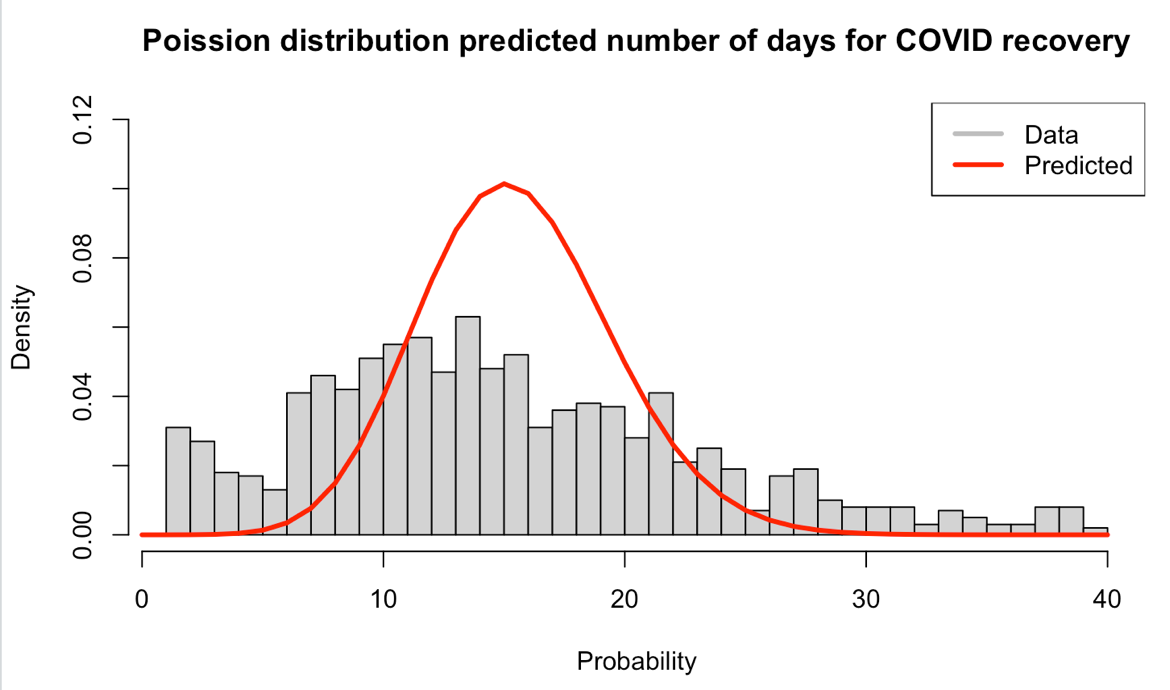 Poission distribution predicted number of days for COVID recovery
Data
Predicted
Density
0.12
0.08
0.04
0.00
0 10 20 30 40
Probability